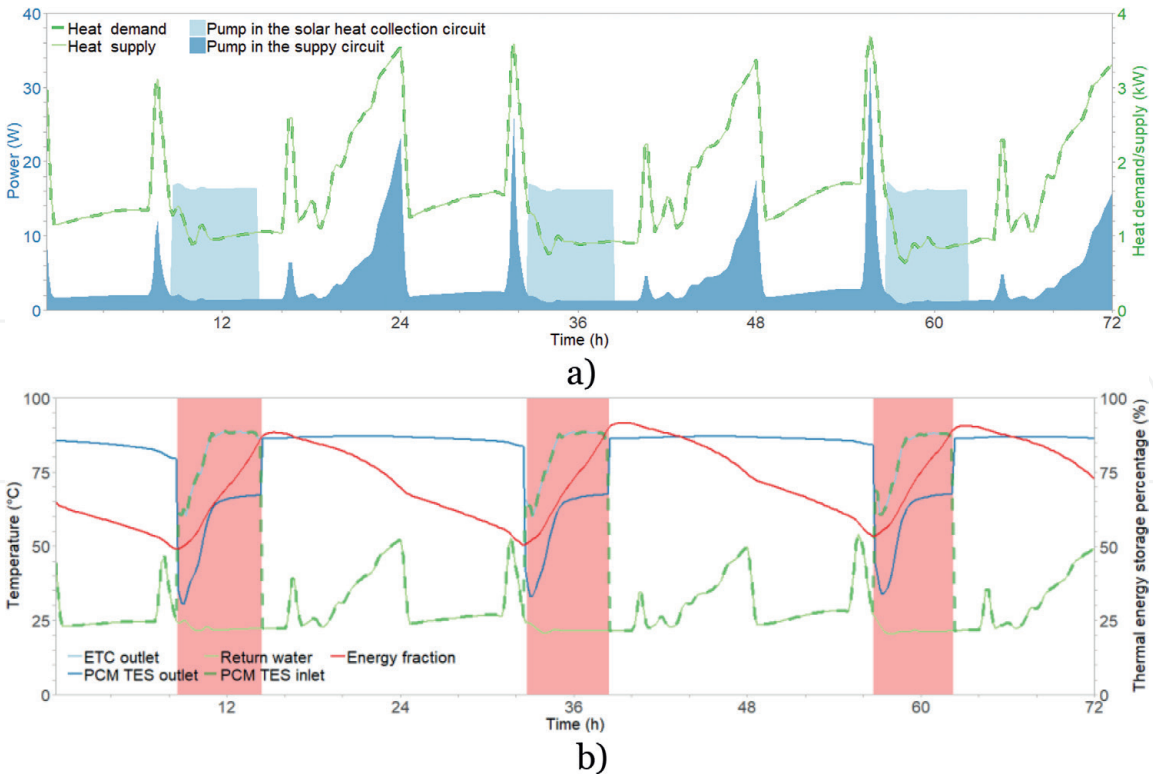 40
4
Heat demand
Pump in the solar heat collection circuit
Heat supply
Pump in the suppy circuit
30
3
20
2
10
1
0
0
Power (W)
Heat demand/supply (kW)
12
24
36
48
60
72
Time (h)
a)
100
100
75
75
50
50
25
25
0
0
Temperature (°C)
Thermal energy storage percentage (%)
ETC outlet
Return water
Energy fraction
PCM TES outlet
PCM TES inlet
12
24
36
48
60
72
Time (h)
b)